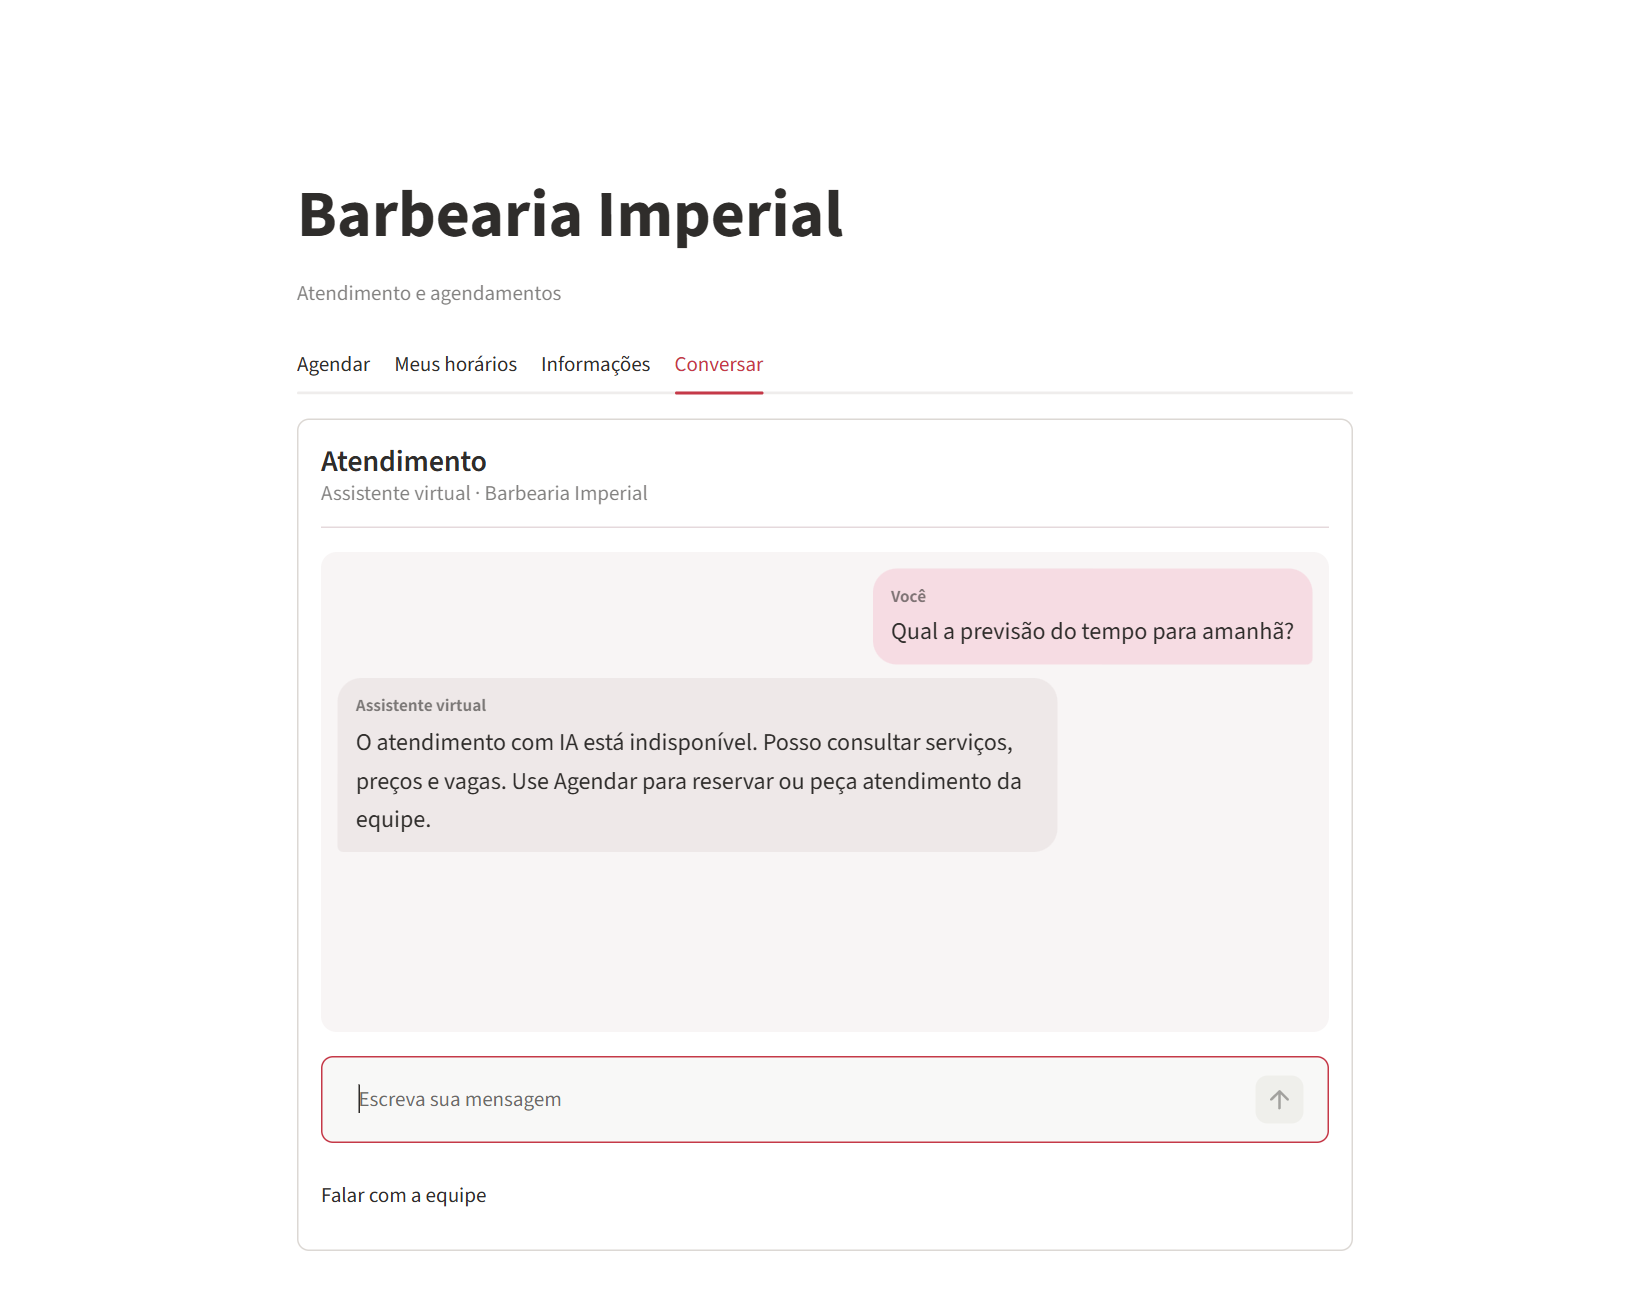 Barbearia Imperial
Atendimento e agendamentos
Agendar Meus horários Informações Conversar
Atendimento
Assistente virtual · Barbearia Imperial
Você
Qual a previsão do tempo para amanhã?
Assistente virtual
O atendimento com IA está indisponível. Posso consultar serviços,
preços e vagas. Use Agendar para reservar ou peça atendimento da
equipe.
Escreva sua mensagem
Falar com a equipe